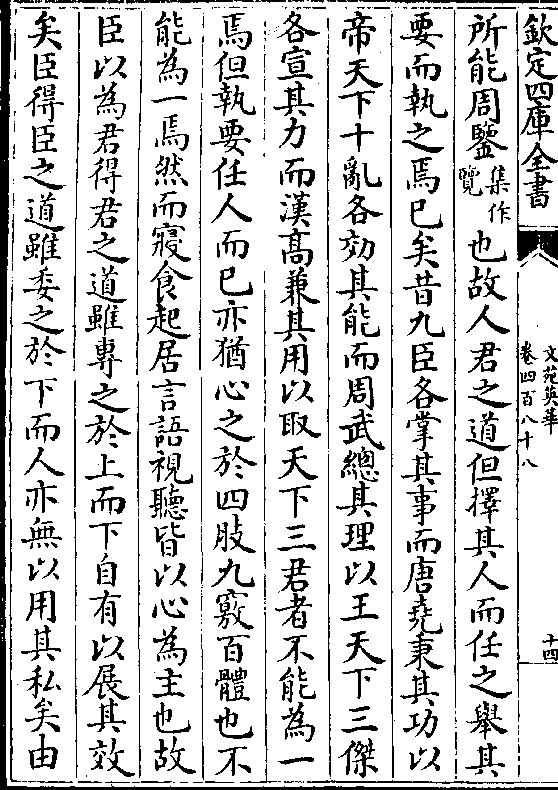 欽定四庫全書
文苑英華
卷四百八十八
十四
所能周鑒集作覽也故人君之道但擇其人而任之舉其
要而執之焉已矣昔九臣各掌其事而唐堯秉其功以
帝天下十亂各効其能而周武總其理以王天下三傑
各宣其力而漢高兼其用以取天下三君者不能為一
焉但執要任人而已亦猶心之於四肢九竅百體也不
能為一焉然而寢食起居言語視聽皆以心為主也故
臣以為君得君之道雖專之於上而下自有以展其效
矣臣得臣之道雖委之於下而人亦無以用其私矣由